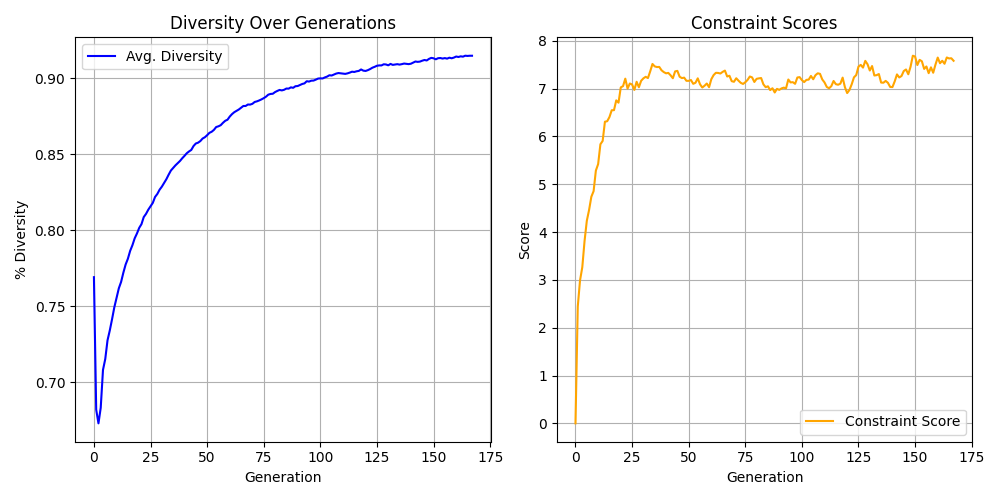 Diversity Over Generations
Avg. Diversity
% Diversity
0.90
0.85
0.80
0.75
0.70
0 25 50 75 100 125 150 175
Generation
Constraint Scores
Score
8
7
6
5
4
3
2
1
0
Constraint Score
0 25 50 75 100 125 150 175
Generation